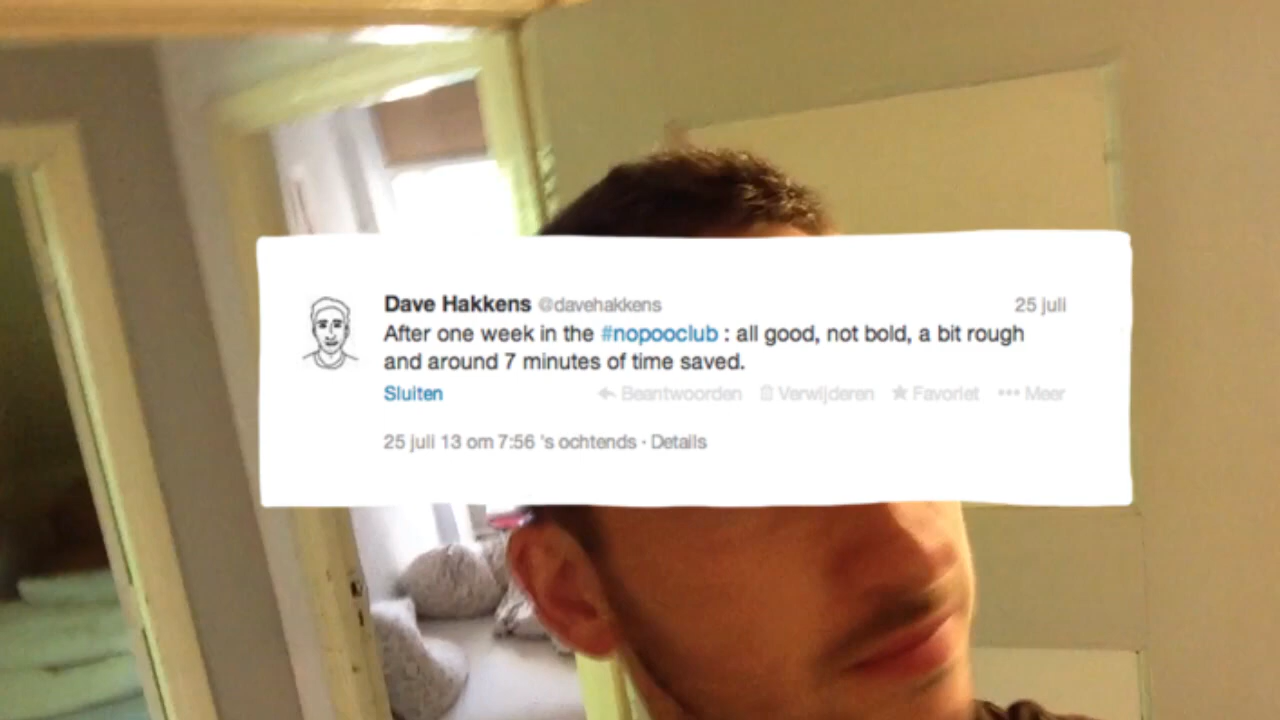 Dave Hakkens @davehakkens 25 juli
After one week in the #nopooclub : all good, not bold, a bit rough
and around 7 minutes of time saved.
Sluiten Beantwoorden Verwijderen Favoriet Meer
25 juli 13 om 7:56 's ochtends · Details